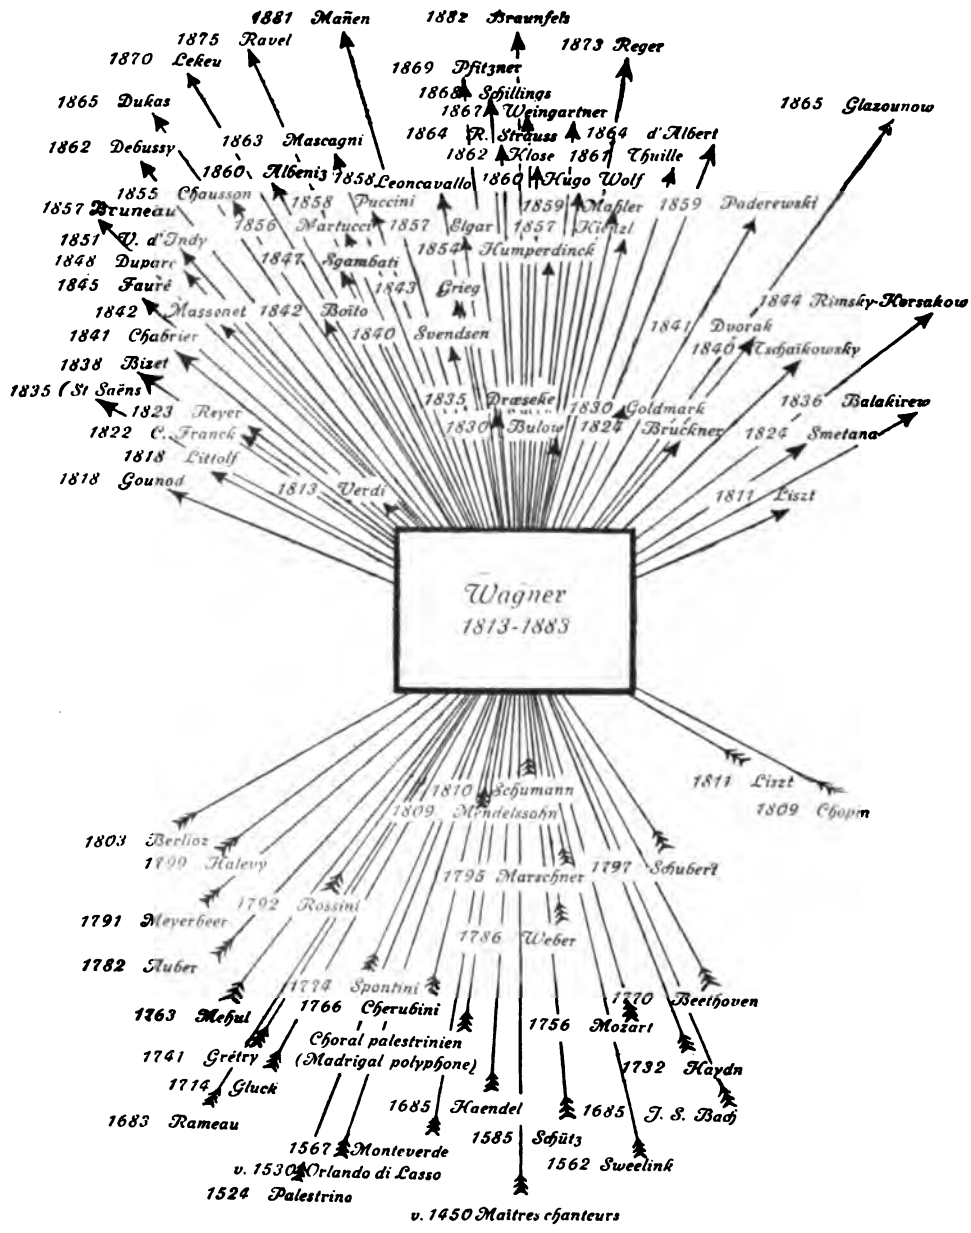 1881 Mañen
1882 Braunfels
1875 Ravel
1873 Reger
1870 Lekeu
1869 Pfitzner
1868 Schillings
1865 Dukas
1867 Weingartner
1865 Glazounow
1862 Debussy
1863 Mascagni
1864 R. Strauss
1864 d'Albert
1862 Klose
1861 Thuille
1860 Albeniz
1858 Leoncavallo
1860 Hugo Wolf
1855 Chausson
1858 Puccini
1859 Mahler
1859 Paderewski
1857 Bruneau
1856 Martucci
1857 Elgar
1857 Kienzl
1851 V. d'Indy
1854 Humperdinck
1848 Duparc
1847 Sgambati
1845 Fauré
1843 Grieg
1844 Rimsky-Korsakow
1842 Massenet
1842 Boïto
1841 Dvorak
1841 Chabrier
1840 Svendsen
1840 Tschaïkowsky
1838 Bizet
1835 (St Saëns
1835 Dræseke
1836 Balakirew
1823 Reyer
1830 Goldmark
1830 Bulow
1824 Bruckner
1822 C. Franck
1824 Smetana
1818 Littolf
1818 Gounod
1813 Verdi
1811 Liszt
Wagner
1813-1883
1811 Liszt
1810 Schumann
1809 Mendelssohn
1809 Chopin
1803 Berlioz
1799 Halevy
1797 Schubert
1795 Marschner
1792 Rossini
1791 Meyerbeer
1786 Weber
1782 Auber
1774 Spontini
1770 Beethoven
1766 Cherubini
1763 Mehul
1756 Mozart
Choral palestrinien
(Madrigal polyphone)
1741 Grétry
1732 Haydn
1714 Gluck
1685 Haendel
1685 J. S. Bach
1683 Rameau
1585 Schütz
1567 Monteverde
1562 Sweelink
v. 1530 Orlando di Lasso
1524 Palestrina
v. 1450 Maîtres chanteurs